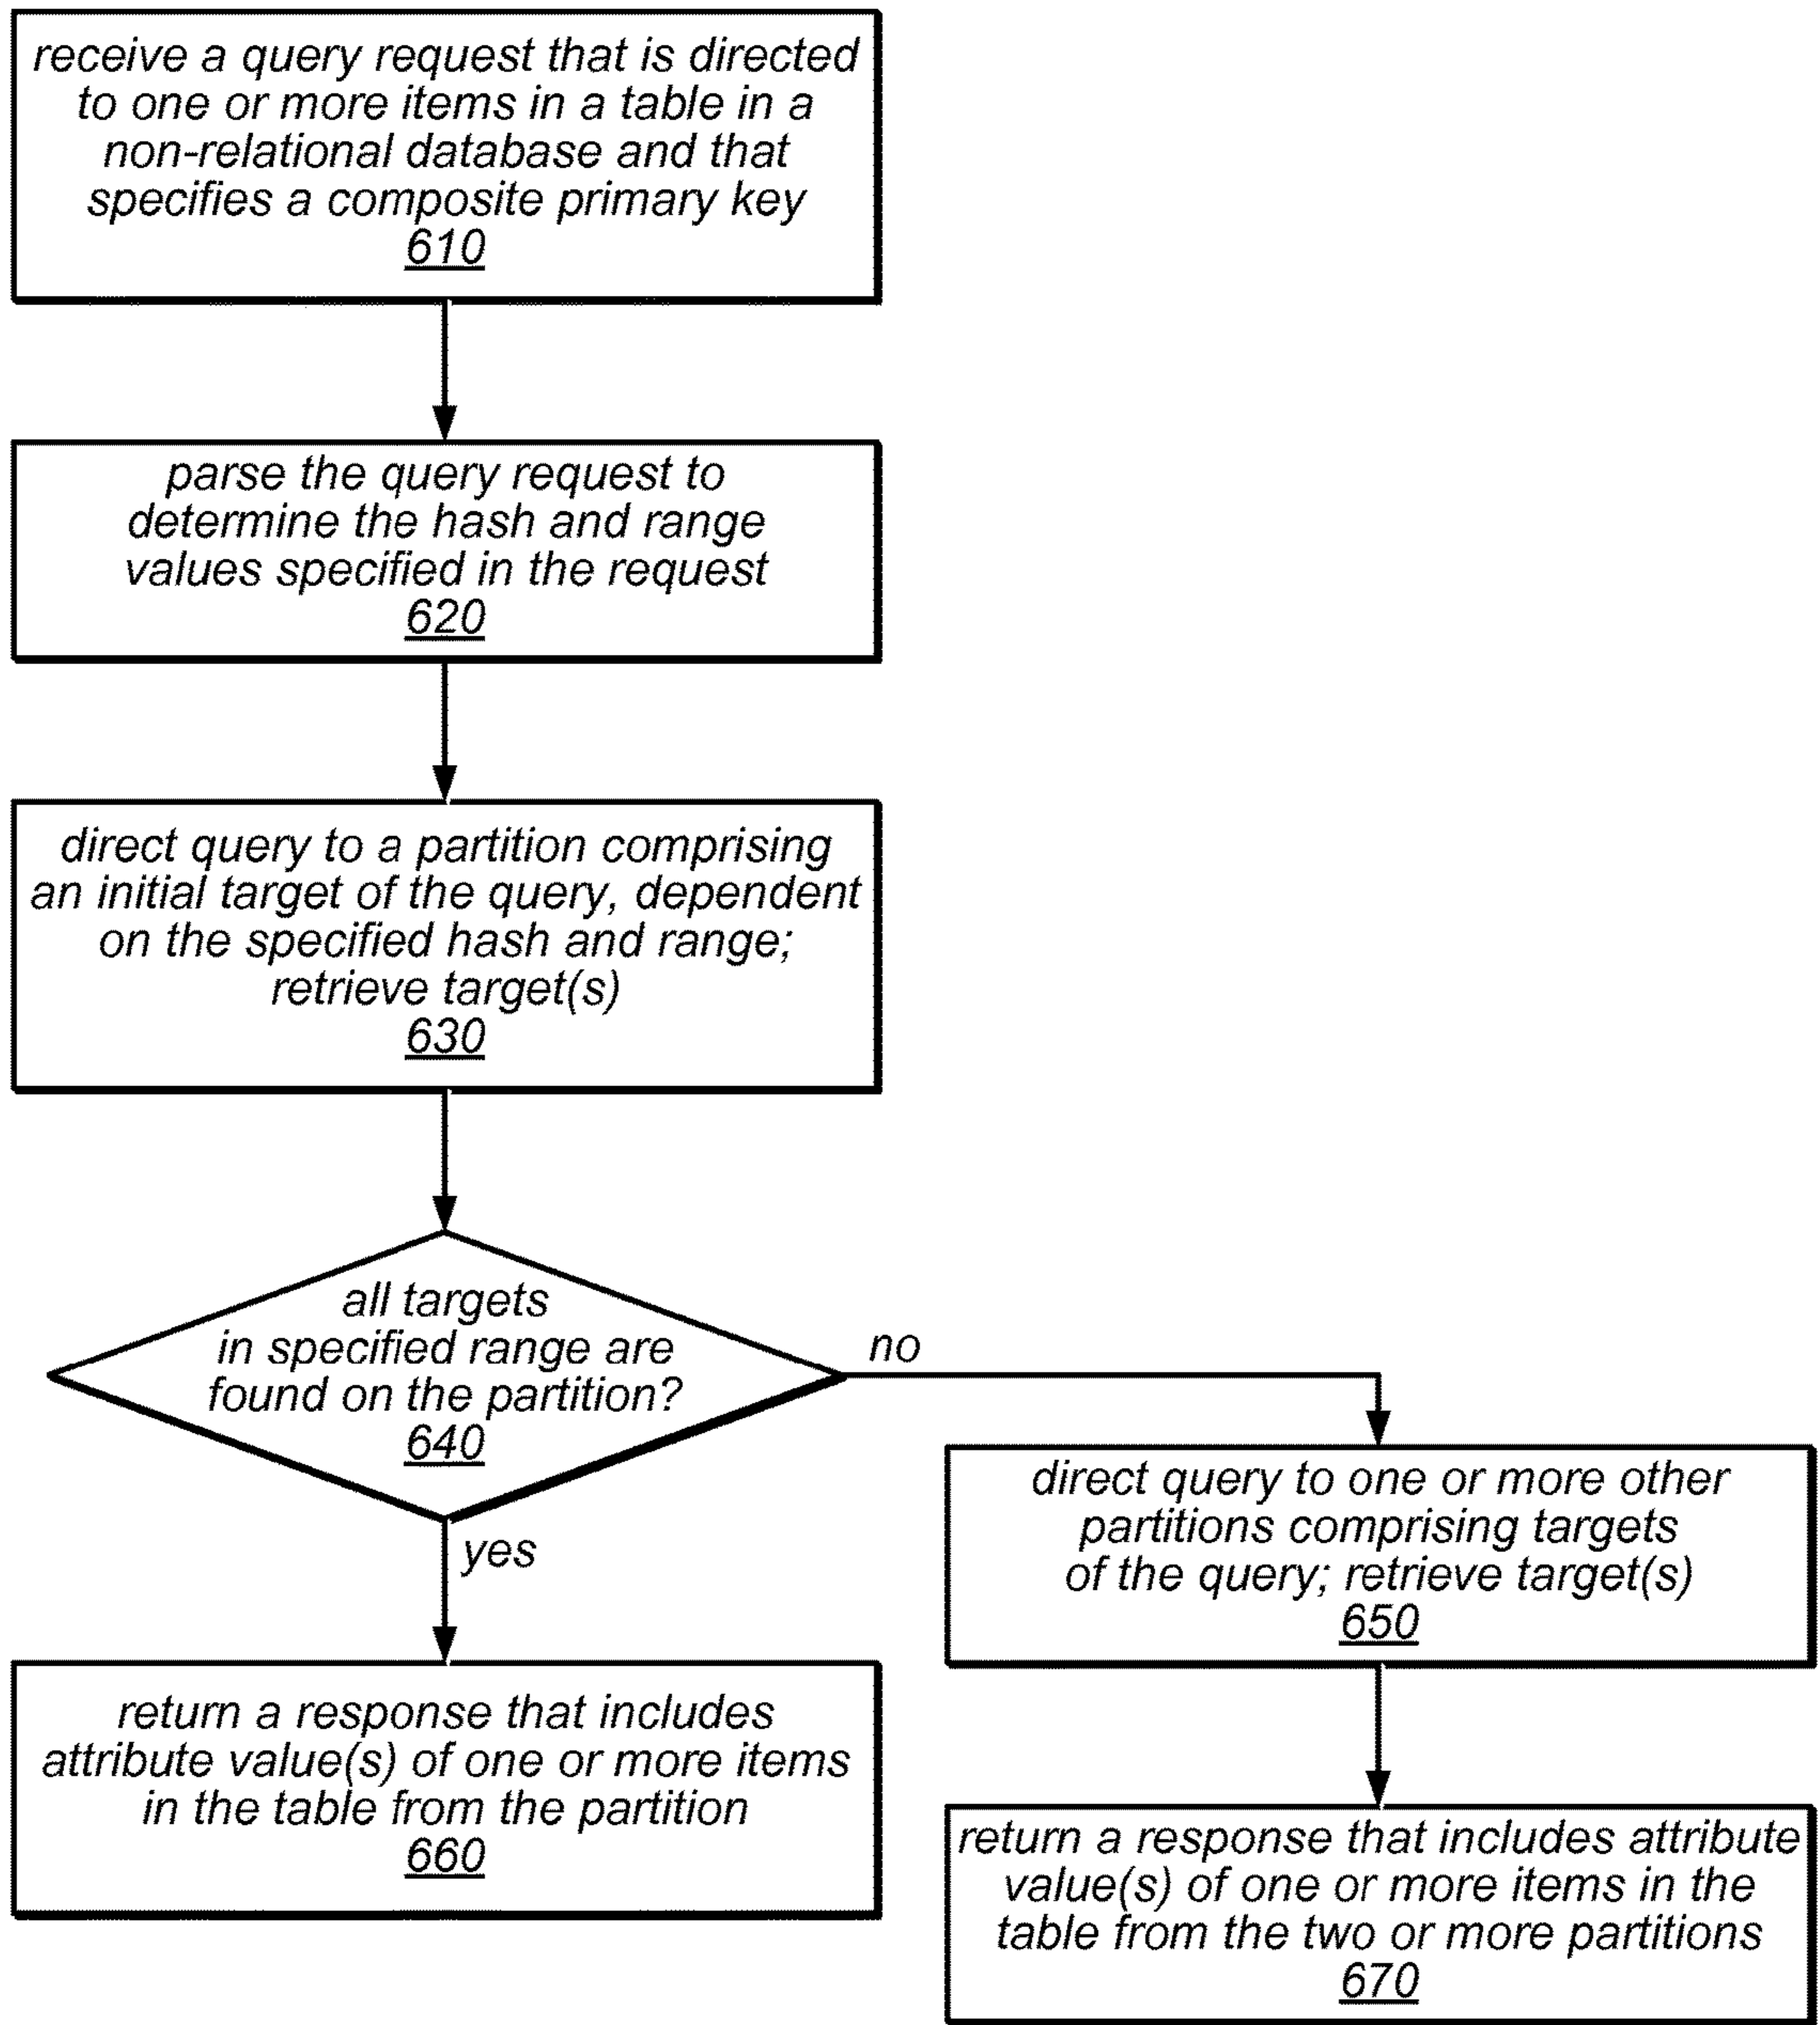 receive a query request that is directed
to one or more items in a table in a
non-relational database and that
specifies a composite primary key
610
parse the query request to
determine the hash and range
values specified in the request
620
direct query to a partition comprising
an initial target of the query, dependent
on the specified hash and range;
retrieve target(s)
630
all targets
in specified range are
found on the partition?
640
no
yes
direct query to one or more other
partitions comprising targets
of the query; retrieve target(s)
650
return a response that includes
attribute value(s) of one or more items
in the table from the partition
660
return a response that includes attribute
value(s) of one or more items in the
table from the two or more partitions
670